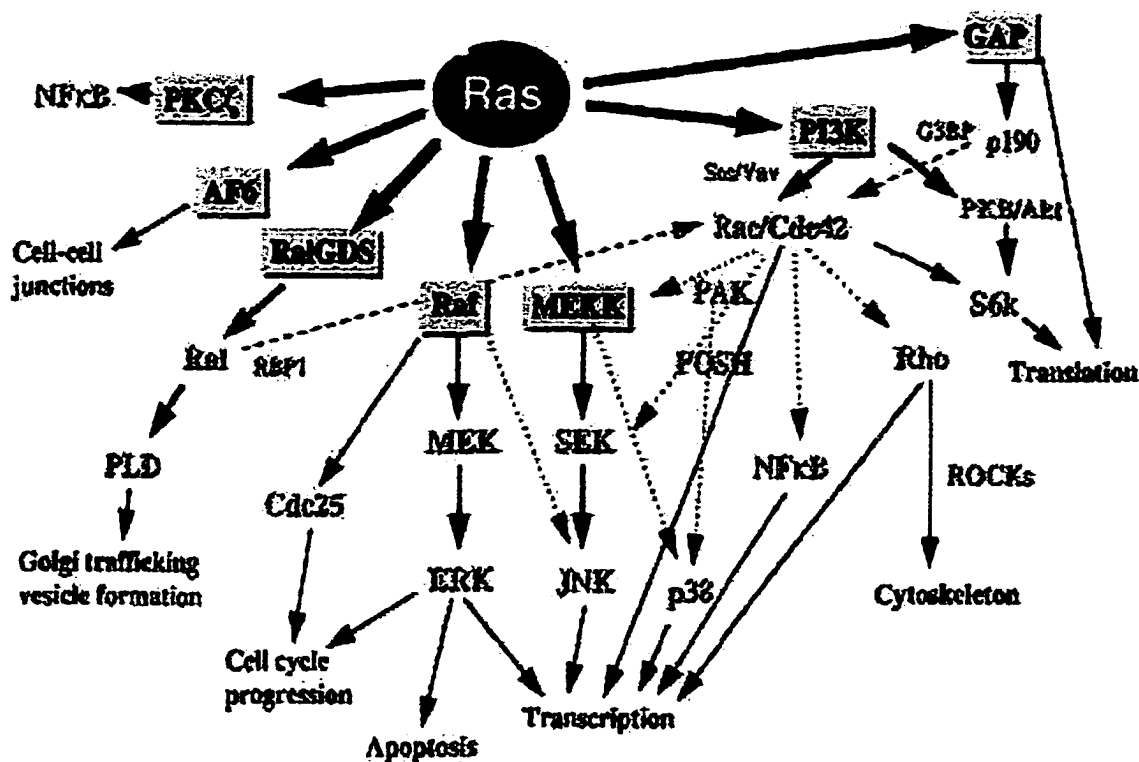 GAP
Ras
NFκB
PKCζ
PI3K
G3BP
p190
Sos/Vav
AF6
PKB/Akt
Rac/Cdc42
Cell-cell
junctions
RalGDS
Raf
MEKK
PAK
S6k
Ral
RBP1
POSH
Rho
Translation
MEK
SEK
PLD
NFκB
ROCKs
Cdc25
Golgi trafficking
vesicle formation
ERK
JNK
p38
Cytoskeleton
Cell cycle
progression
Transcription
Apoptosis